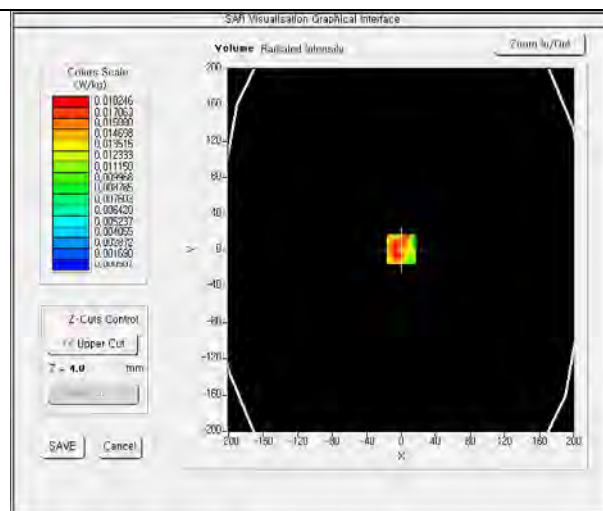 SAR Visualisation Graphical Interface
Volume Radiated Intensity
Zoom In/Out
Colors Scale
(W/kg)
0.018246
0.017063
0.015880
0.014698
0.013515
0.012333
0.011150
0.009968
0.008785
0.007603
0.006420
0.005237
0.004055
0.002872
0.001690
0.000507
200
160
120
80
40
0
-40
-80
-120
-160
-200
Y
-200 -160 -120 -80 -40 0 40 80 120 160 200
X
Z-Cuts Control
Upper Cut
Z = 4.0 mm
SAVE Cancel